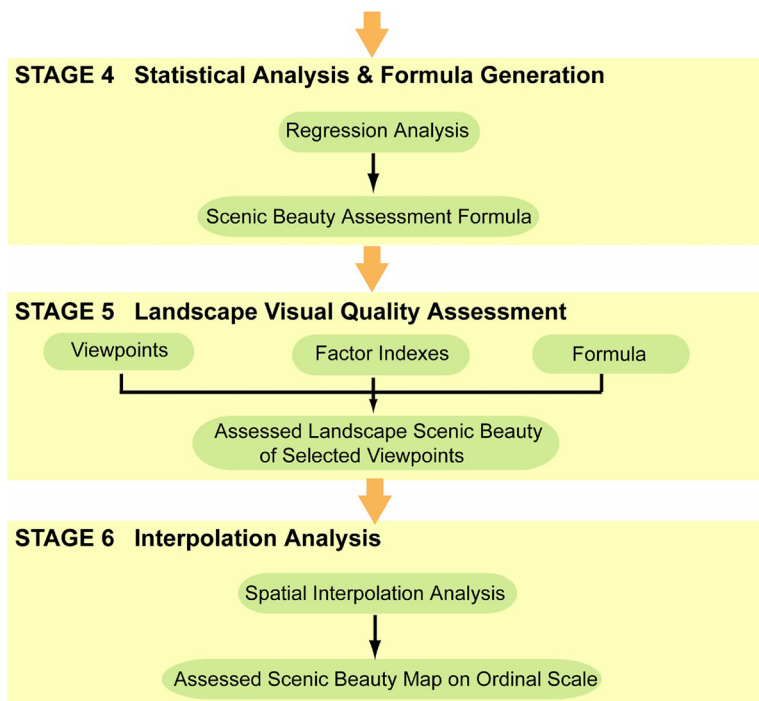 STAGE 4 Statistical Analysis & Formula Generation
Regression Analysis
Scenic Beauty Assessment Formula
STAGE 5 Landscape Visual Quality Assessment
Viewpoints
Factor Indexes
Formula
Assessed Landscape Scenic Beauty
of Selected Viewpoints
STAGE 6 Interpolation Analysis
Spatial Interpolation Analysis
Assessed Scenic Beauty Map on Ordinal Scale